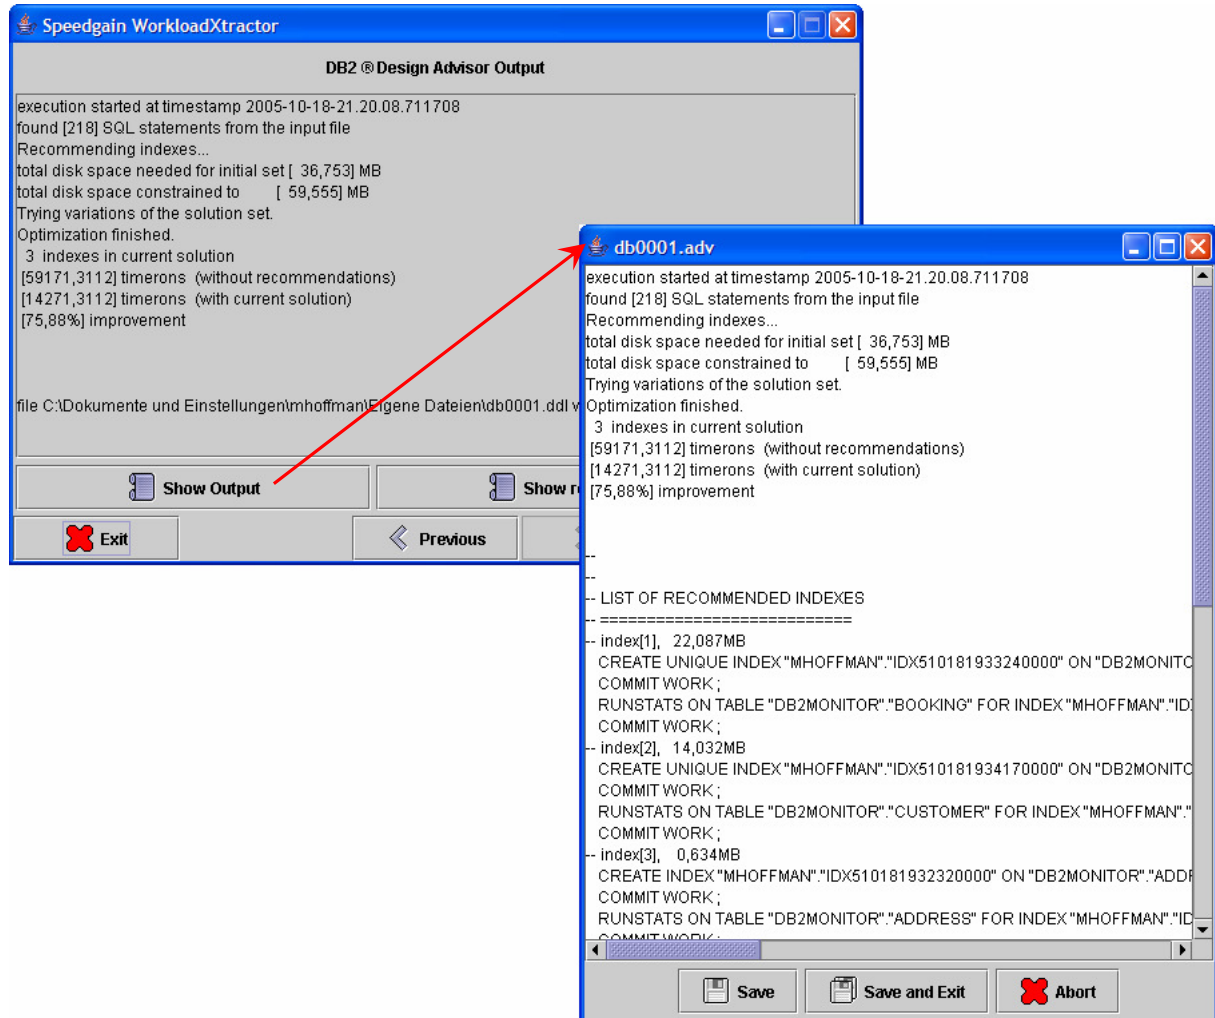 Speedgain WorkloadXtractor
DB2 ® Design Advisor Output
execution started at timestamp 2005-10-18-21.20.08.711708
found [218] SQL statements from the input file
Recommending indexes...
total disk space needed for initial set [  36,753] MB
total disk space constrained to         [  59,555] MB
Trying variations of the solution set.
Optimization finished.
3  indexes in current solution
[59171,3112] timerons  (without recommendations)
[14271,3112] timerons  (with current solution)
[75,88%] improvement
file C:\Dokumente und Einstellungen\mhoffman\Eigene Dateien\db0001.ddl
Show Output
Show
Exit
Previous
db0001.adv
execution started at timestamp 2005-10-18-21.20.08.711708
found [218] SQL statements from the input file
Recommending indexes...
total disk space needed for initial set [  36,753] MB
total disk space constrained to         [  59,555] MB
Trying variations of the solution set.
Optimization finished.
3  indexes in current solution
[59171,3112] timerons  (without recommendations)
[14271,3112] timerons  (with current solution)
[75,88%] improvement
--
--
-- LIST OF RECOMMENDED INDEXES
-- ===========================
-- index[1],   22,087MB
CREATE UNIQUE INDEX "MHOFFMAN"."IDX510181933240000" ON "DB2MONITO
COMMIT WORK ;
RUNSTATS ON TABLE "DB2MONITOR"."BOOKING" FOR INDEX "MHOFFMAN"."ID
COMMIT WORK ;
-- index[2],   14,032MB
CREATE UNIQUE INDEX "MHOFFMAN"."IDX510181934170000" ON "DB2MONITO
COMMIT WORK ;
RUNSTATS ON TABLE "DB2MONITOR"."CUSTOMER" FOR INDEX "MHOFFMAN"."
COMMIT WORK ;
-- index[3],    0,634MB
CREATE INDEX "MHOFFMAN"."IDX510181932320000" ON "DB2MONITOR"."ADDR
COMMIT WORK ;
RUNSTATS ON TABLE "DB2MONITOR"."ADDRESS" FOR INDEX "MHOFFMAN"."ID
COMMIT WORK ;
Save
Save and Exit
Abort